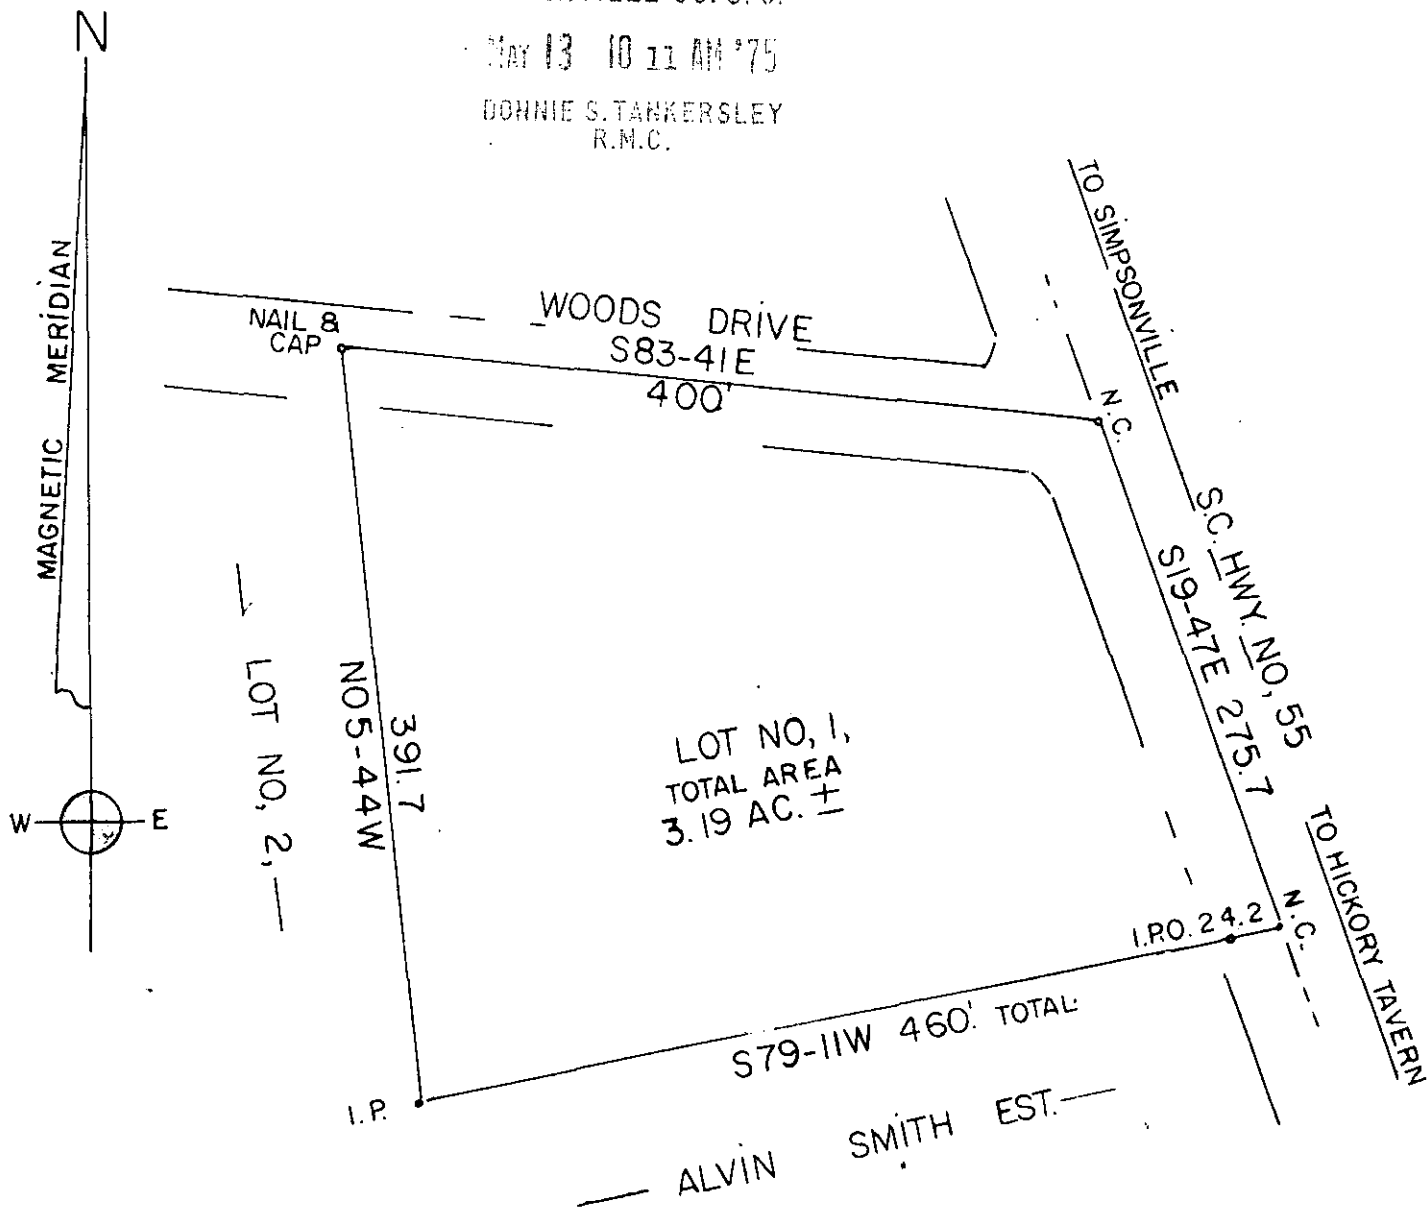 N
MAY 13 10 11 AM '75
DONNIE S. TANKERSLEY
R.M.C.
MAGNETIC MERIDIAN
W
E
TO SIMPSONVILLE
NAIL &
CAP
WOODS DRIVE
S83-41E
400'
N.C.
S.C. HWY. NO, 55
S19-47E 275.7
LOT NO, 2,
N05-44W
391.7
LOT NO, 1,
TOTAL AREA
3.19 AC. ±
TO HICKORY TAVERN
N.C.
I.P.O. 24.2
S79-11W 460' TOTAL
I.P.
ALVIN SMITH EST.